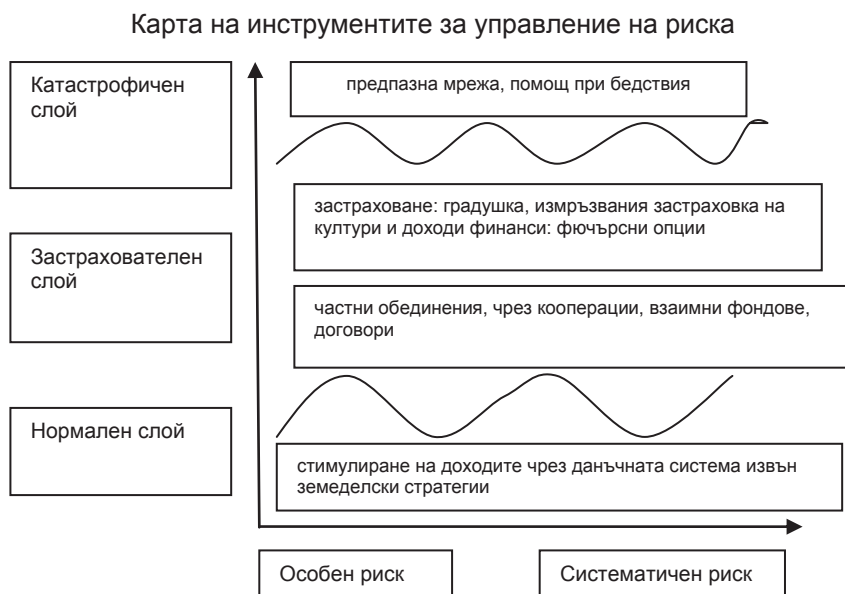 Карта на инструментите за управление на риска
Катастрофичен
слой
предпазна мрежа, помощ при бедствия
застраховане: градушка, измръзвания застраховка на
култури и доходи финанси: фючърсни опции
Застрахователен
слой
частни обединения, чрез кооперации, взаимни фондове,
договори
Нормален слой
стимулиране на доходите чрез данъчната система извън
земеделски стратегии
Особен риск
Систематичен риск